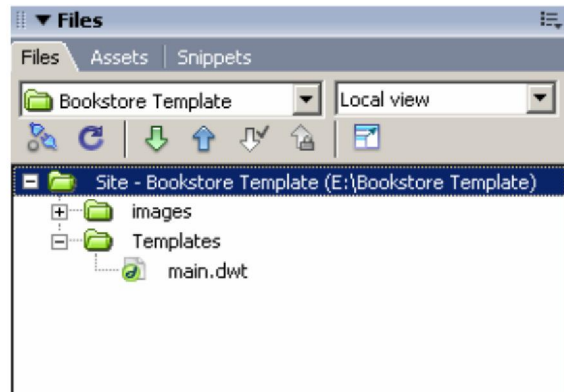 Files
Files Assets Snippets
Bookstore Template Local view
Site - Bookstore Template (E:\Bookstore Template)
images
Templates
main.dwt